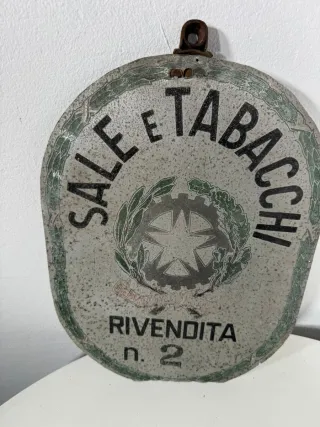 SALE E TABACCHI
RIVENDITA
n. 2